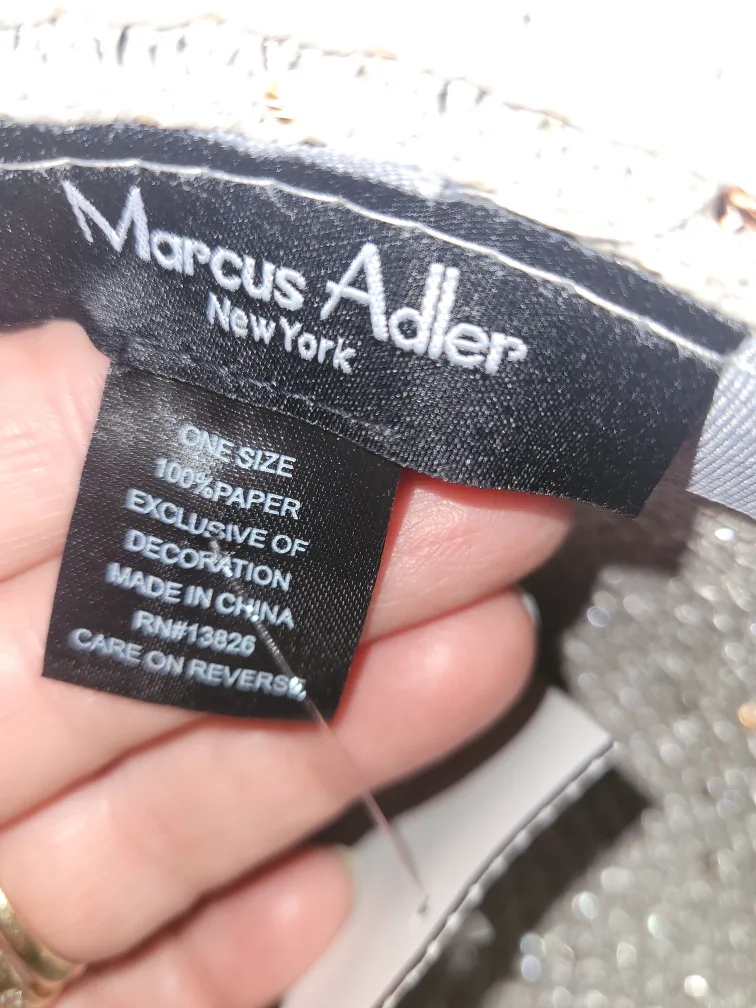 Marcus Adler
New York
ONE SIZE
100%PAPER
EXCLUSIVE OF
DECORATION
MADE IN CHINA
RN#13826
CARE ON REVERSE